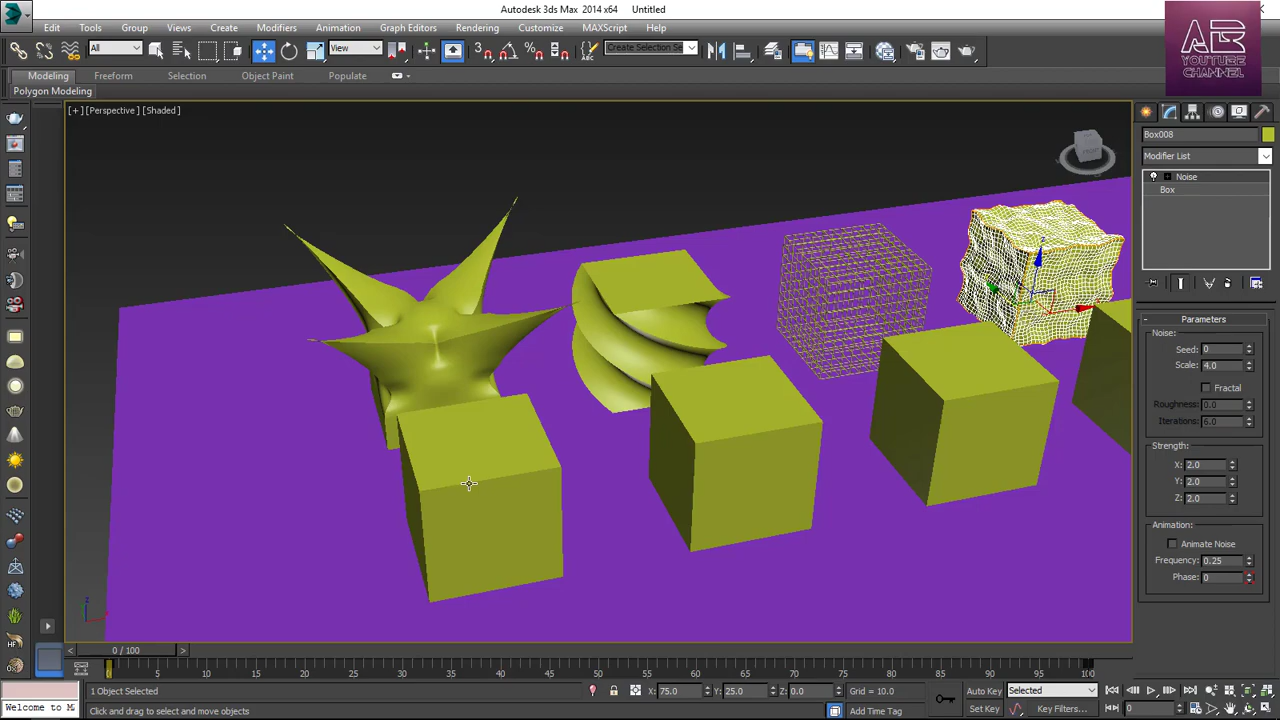 Autodesk 3ds Max 2014 x64 Untitled
Edit Tools Group Views Create Modifiers Animation Graph Editors Rendering Customize MAXScript Help
All View Create Selection Se
Modeling Freeform Selection Object Paint Populate
Polygon Modeling
AB
YOUTUBE
CHANNEL
[+] [Perspective] [Shaded]
Box008
Modifier List
Noise
Box
Parameters
Noise:
Seed: 0
Scale: 4.0
Fractal
Roughness: 0.0
Iterations: 6.0
Strength:
X: 2.0
Y: 2.0
Z: 2.0
Animation:
Animate Noise
Frequency: 0.25
Phase: 0
HF
z
0 / 100
0 5 10 15 20 25 30 35 40 45 50 55 60 65 70 75 80 85 90 95 100
1 Object Selected X: 75.0 Y: 25.0 Z: 0.0 Grid = 10.0 Auto Key Selected
Welcome to M Click and drag to select and move objects Add Time Tag Set Key Key Filters... 0